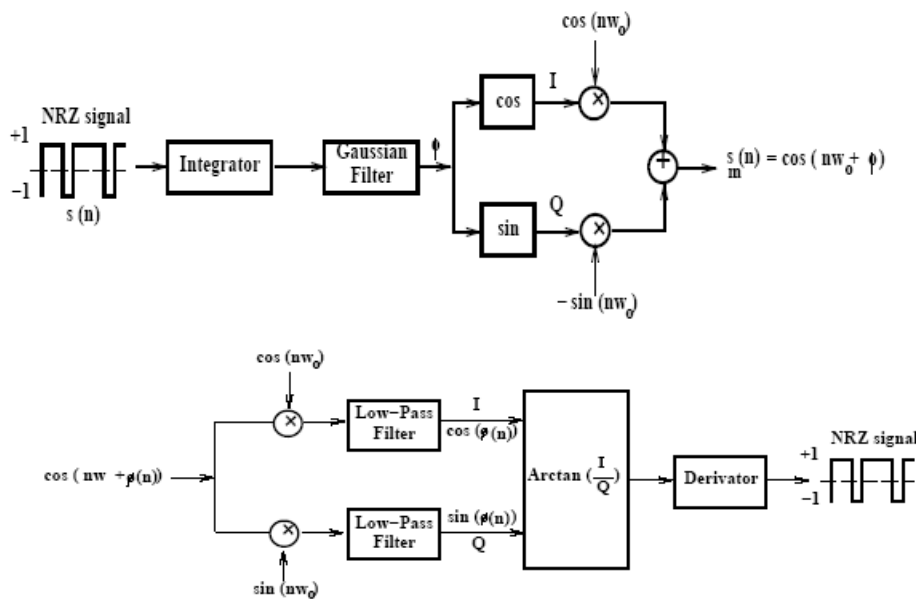 cos (nw₀)
NRZ signal
+1
−1
s (n)
Integrator
Gaussian
Filter
ϕ
cos
I
×
+
s (n) = cos ( nw₀ + ϕ)
m
sin
Q
×
− sin (nw₀)
cos (nw₀)
×
Low−Pass
Filter
I
cos (ϕ(n))
cos ( nw + ϕ(n))
Arctan (I/Q)
Derivator
NRZ signal
+1
−1
×
Low−Pass
Filter
sin (ϕ(n))
Q
sin (nw₀)